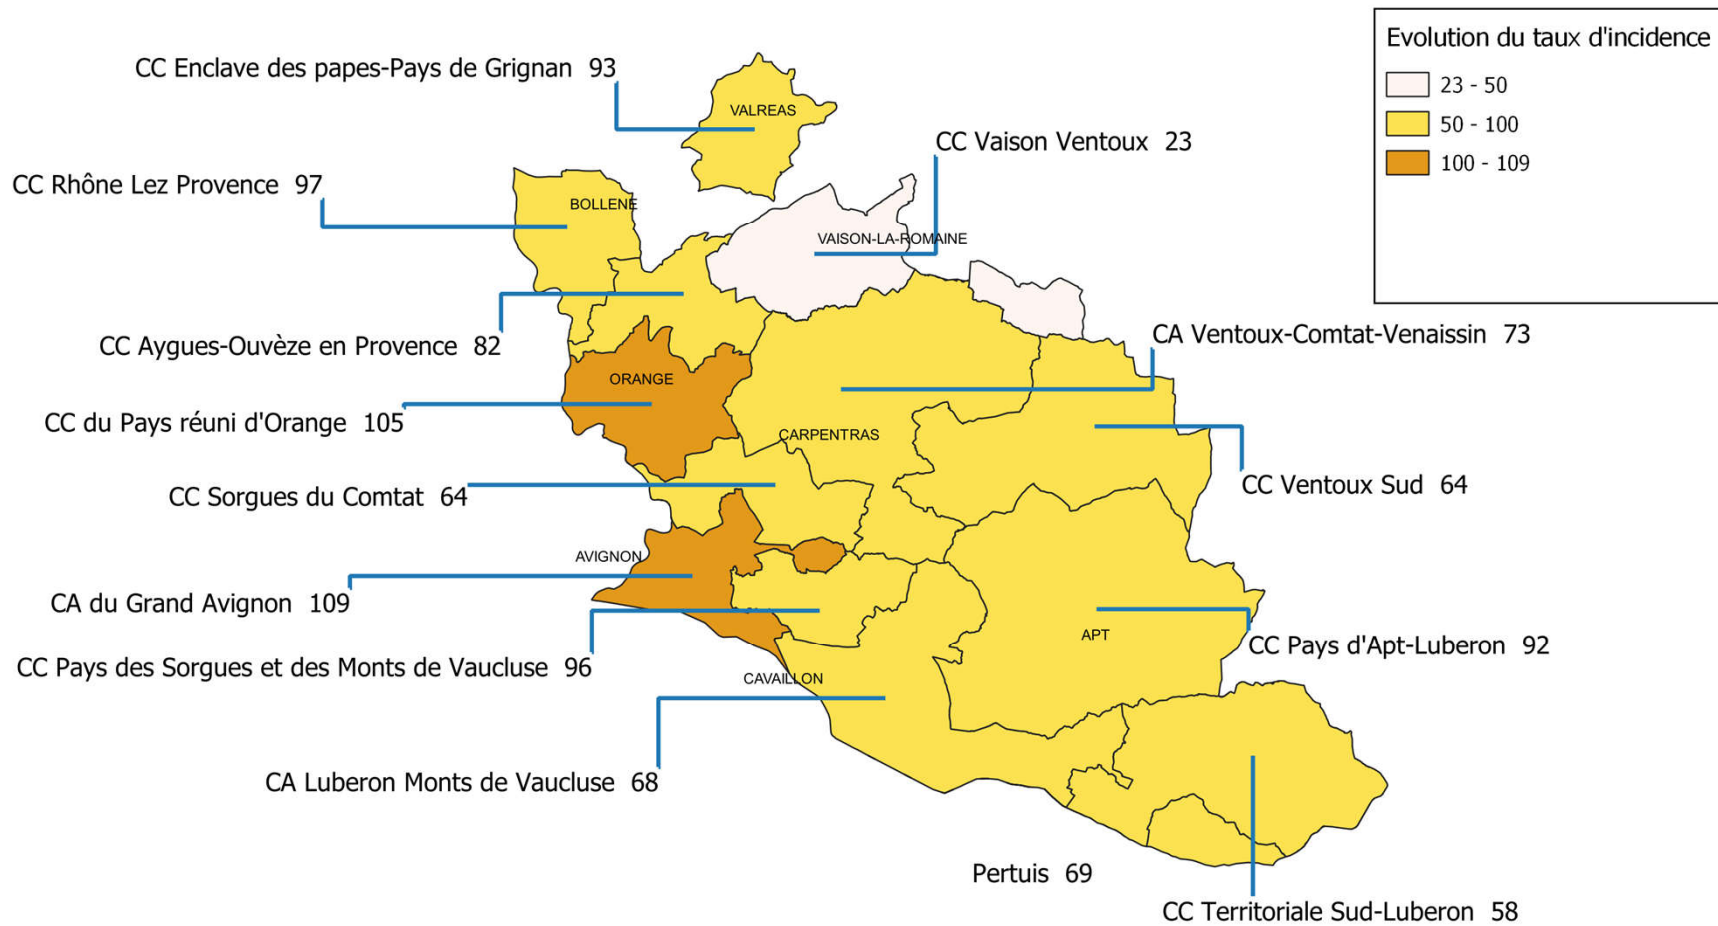 Evolution du taux d'incidence
23 - 50
50 - 100
100 - 109
CC Enclave des papes-Pays de Grignan 93
VALREAS
CC Vaison Ventoux 23
CC Rhône Lez Provence 97
BOLLENE
VAISON-LA-ROMAINE
CC Aygues-Ouvèze en Provence 82
CA Ventoux-Comtat-Venaissin 73
ORANGE
CC du Pays réuni d'Orange 105
CARPENTRAS
CC Sorgues du Comtat 64
CC Ventoux Sud 64
AVIGNON
CA du Grand Avignon 109
APT
CC Pays d'Apt-Luberon 92
CC Pays des Sorgues et des Monts de Vaucluse 96
CAVAILLON
CA Luberon Monts de Vaucluse 68
Pertuis 69
CC Territoriale Sud-Luberon 58